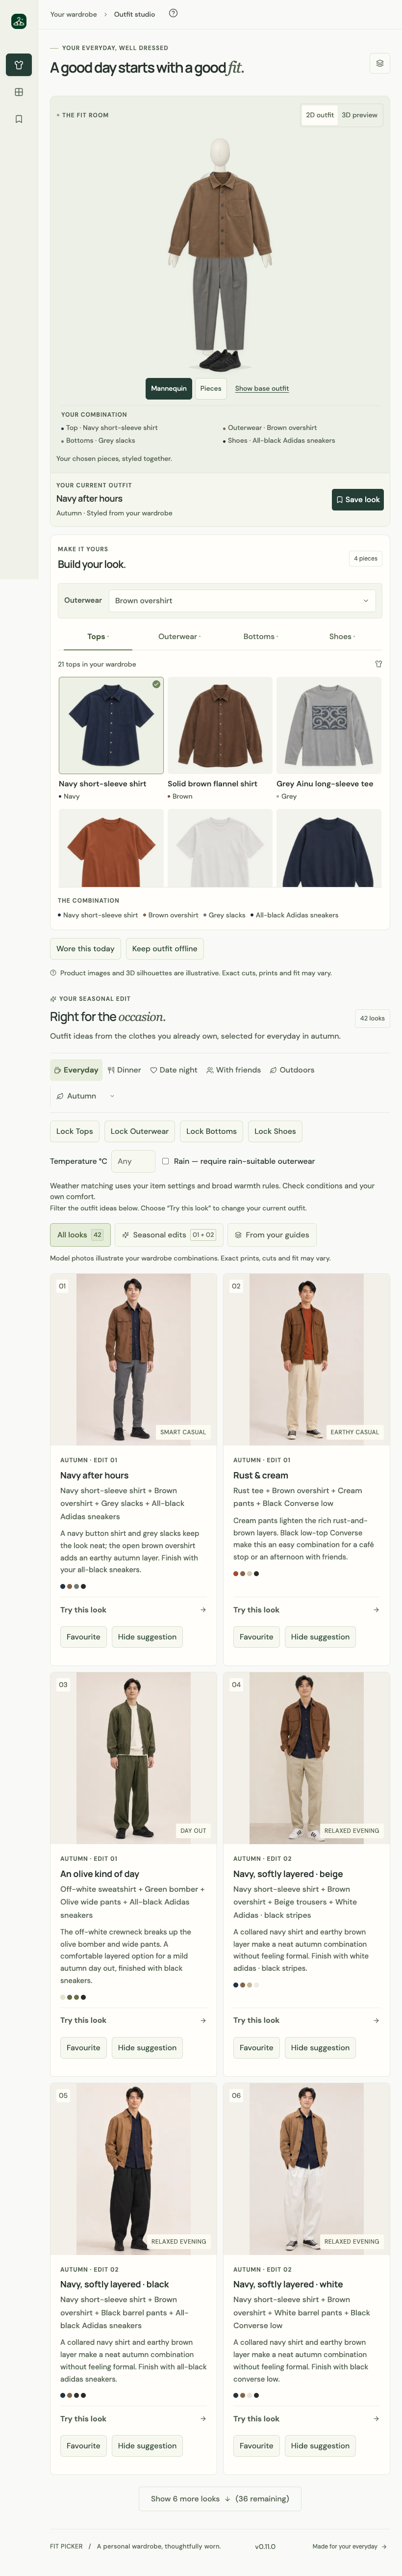 Your wardrobe › Outfit studio
YOUR EVERYDAY, WELL DRESSED
A good day starts with a good fit.
THE FIT ROOM
2D outfit 3D preview
Mannequin Pieces Show base outfit
YOUR COMBINATION
Top · Navy short-sleeve shirt
Outerwear · Brown overshirt
Bottoms · Grey slacks
Shoes · All-black Adidas sneakers
Your chosen pieces, styled together.
YOUR CURRENT OUTFIT
Navy after hours
Autumn · Styled from your wardrobe
Save look
MAKE IT YOURS
Build your look.
4 pieces
Outerwear Brown overshirt
Tops · Outerwear · Bottoms · Shoes ·
21 tops in your wardrobe
Navy short-sleeve shirt
Navy
Solid brown flannel shirt
Brown
Grey Ainu long-sleeve tee
Grey
THE COMBINATION
Navy short-sleeve shirt Brown overshirt Grey slacks All-black Adidas sneakers
Wore this today Keep outfit offline
Product images and 3D silhouettes are illustrative. Exact cuts, prints and fit may vary.
YOUR SEASONAL EDIT
Right for the occasion.
42 looks
Outfit ideas from the clothes you already own, selected for everyday in autumn.
Everyday Dinner Date night With friends Outdoors
Autumn
Lock Tops Lock Outerwear Lock Bottoms Lock Shoes
Temperature °C Any Rain — require rain-suitable outerwear
Weather matching uses your item settings and broad warmth rules. Check conditions and your
own comfort.
Filter the outfit ideas below. Choose “Try this look” to change your current outfit.
All looks 42 Seasonal edits 01 + 02 From your guides
Model photos illustrate your wardrobe combinations. Exact prints, cuts and fit may vary.
01
SMART CASUAL
AUTUMN · EDIT 01
Navy after hours
Navy short-sleeve shirt + Brown
overshirt + Grey slacks + All-black
Adidas sneakers
A navy button shirt and grey slacks keep
the look neat; the open brown overshirt
adds an earthy autumn layer. Finish with
your all-black sneakers.
Try this look →
Favourite Hide suggestion
02
EARTHY CASUAL
AUTUMN · EDIT 01
Rust & cream
Rust tee + Brown overshirt + Cream
pants + Black Converse low
Cream pants lighten the rich rust-and-
brown layers. Black low-top Converse
make this an easy combination for a café
stop or an afternoon with friends.
Try this look →
Favourite Hide suggestion
03
DAY OUT
AUTUMN · EDIT 01
An olive kind of day
Off-white sweatshirt + Green bomber +
Olive wide pants + All-black Adidas
sneakers
The off-white crewneck breaks up the
olive bomber and wide pants. A
comfortable layered option for a mild
autumn day out, finished with black
sneakers.
Try this look →
Favourite Hide suggestion
04
RELAXED EVENING
AUTUMN · EDIT 02
Navy, softly layered · beige
Navy short-sleeve shirt + Brown
overshirt + Beige trousers + White
Adidas · black stripes
A collared navy shirt and earthy brown
layer make a neat autumn combination
without feeling formal. Finish with white
adidas · black stripes.
Try this look →
Favourite Hide suggestion
05
RELAXED EVENING
AUTUMN · EDIT 02
Navy, softly layered · black
Navy short-sleeve shirt + Brown
overshirt + Black barrel pants + All-
black Adidas sneakers
A collared navy shirt and earthy brown
layer make a neat autumn combination
without feeling formal. Finish with all-black
adidas sneakers.
Try this look →
Favourite Hide suggestion
06
RELAXED EVENING
AUTUMN · EDIT 02
Navy, softly layered · white
Navy short-sleeve shirt + Brown
overshirt + White barrel pants + Black
Converse low
A collared navy shirt and earthy brown
layer make a neat autumn combination
without feeling formal. Finish with black
converse low.
Try this look →
Favourite Hide suggestion
Show 6 more looks ↓ (36 remaining)
FIT PICKER / A personal wardrobe, thoughtfully worn. v0.11.0 Made for your everyday →